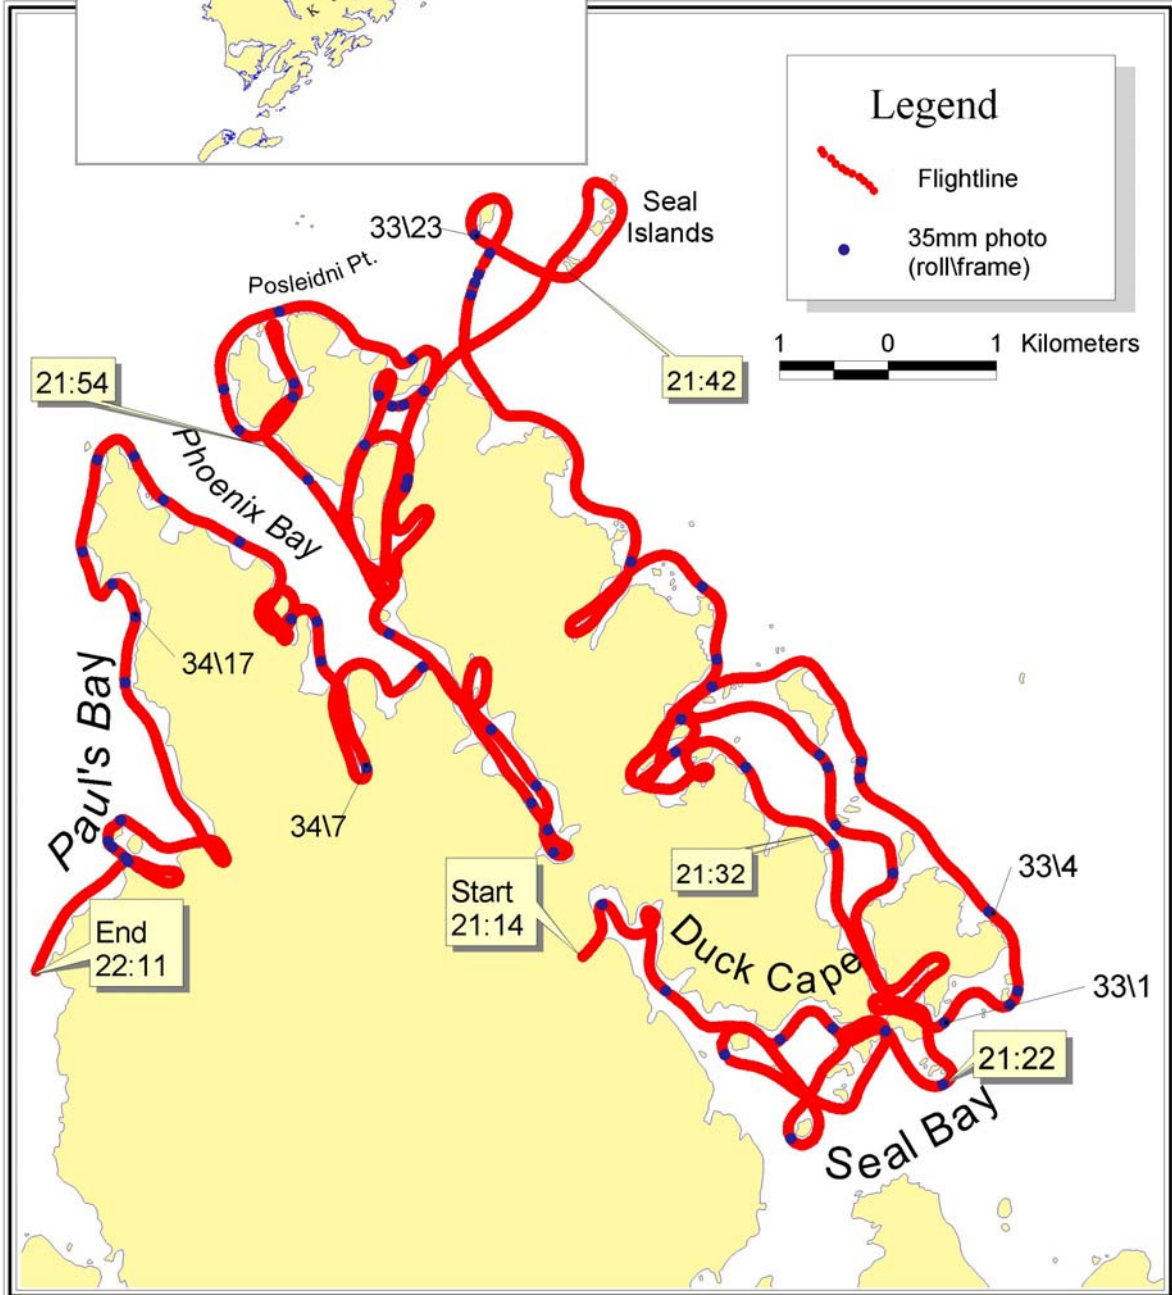 K
Legend
Flightline
35mm photo
(roll\frame)
1 0 1 Kilometers
Seal
Islands
33\23
Posleidni Pt.
21:54
21:42
Phoenix Bay
34\17
Paul's Bay
34\7
21:32
33\4
Start
21:14
Duck Cape
End
22:11
33\1
21:22
Seal Bay